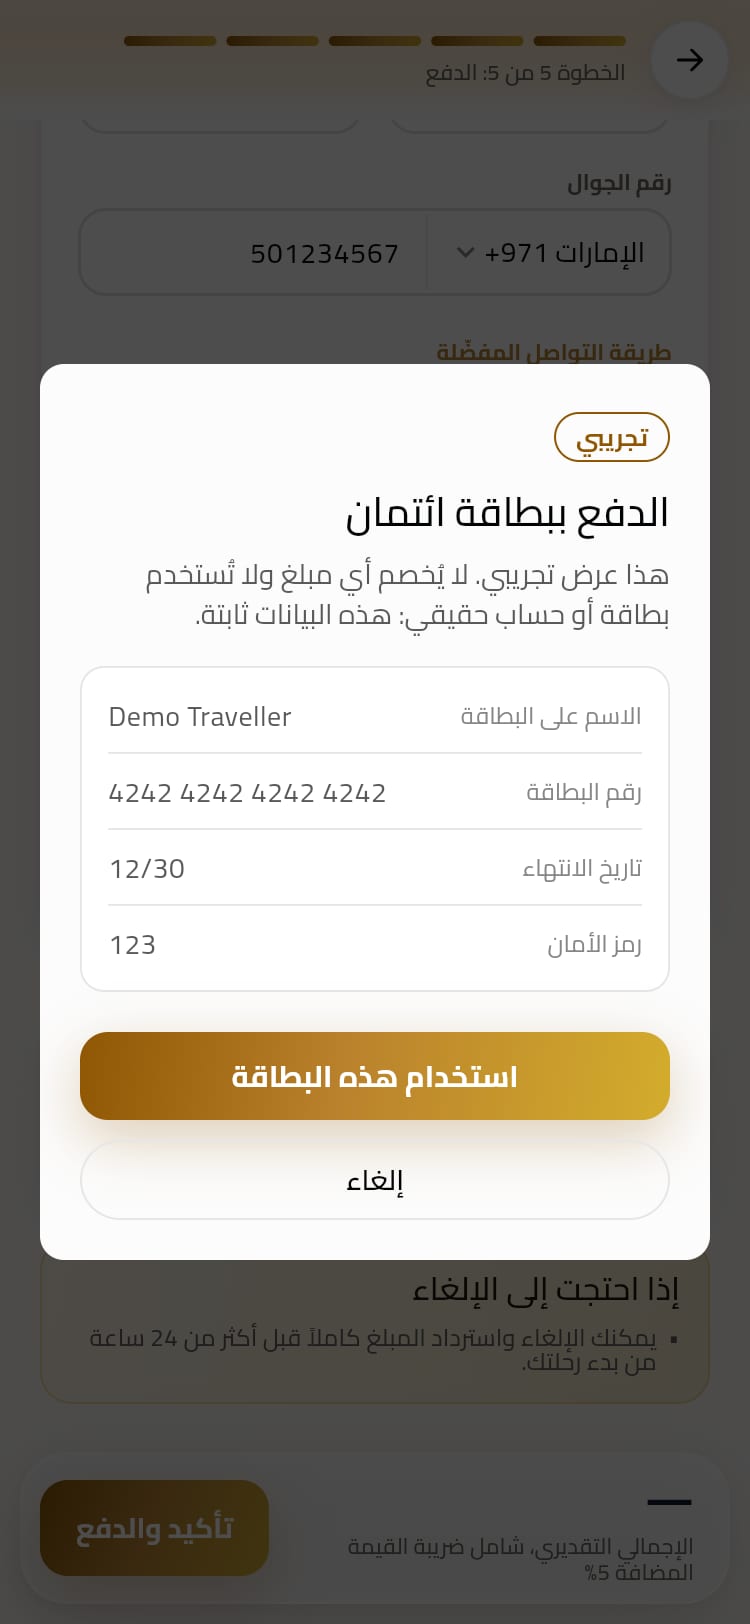 الخطوة 5 من 5: الدفع
رقم الجوال
الإمارات 971+
501234567
طريقة التواصل المفضّلة
تجريبي
الدفع ببطاقة ائتمان
هذا عرض تجريبي. لا يُخصم أي مبلغ ولا تُستخدم
بطاقة أو حساب حقيقي: هذه البيانات ثابتة.
الاسم على البطاقة Demo Traveller
رقم البطاقة 4242 4242 4242 4242
تاريخ الانتهاء 12/30
رمز الأمان 123
استخدام هذه البطاقة
إلغاء
إذا احتجت إلى الإلغاء
▪ يمكنك الإلغاء واسترداد المبلغ كاملاً قبل أكثر من 24 ساعة
من بدء رحلتك.
—
الإجمالي التقديري، شامل ضريبة القيمة
المضافة 5%
تأكيد والدفع